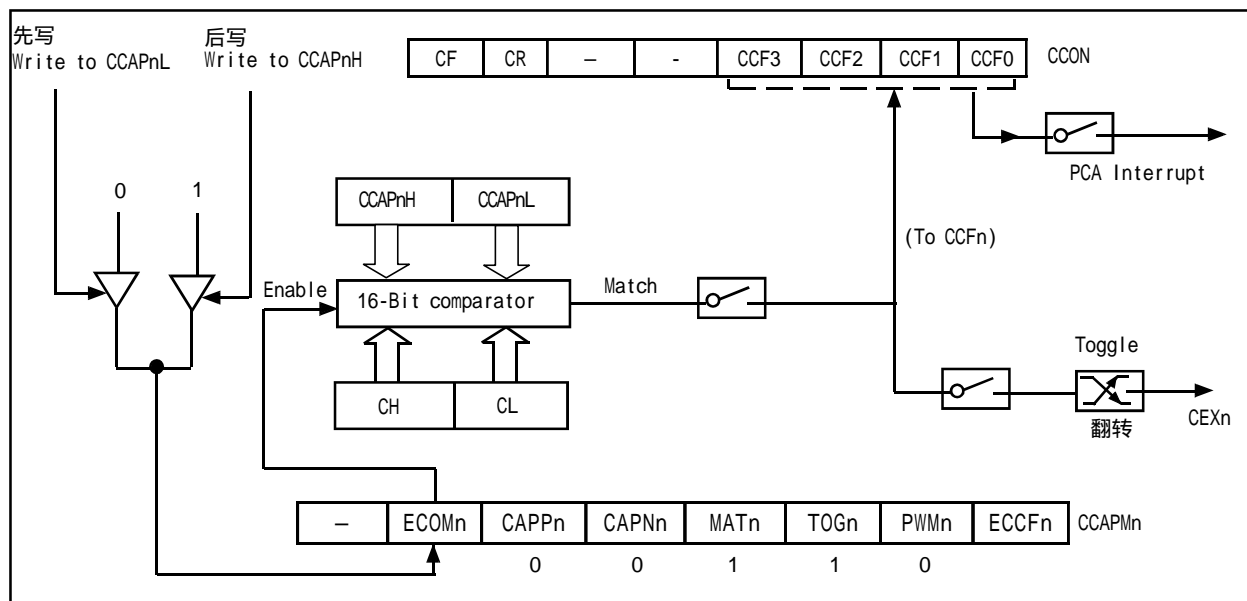 先写
Write to CCAPnL
后写
Write to CCAPnH
CF CR – - CCF3 CCF2 CCF1 CCF0 CCON
PCA Interrupt
0 1
CCAPnH CCAPnL
(To CCFn)
Enable
16-Bit comparator
Match
CH CL
Toggle
翻转
CEXn
– ECOMn CAPPn CAPNn MATn TOGn PWMn ECCFn CCAPMn
0 0 1 1 0